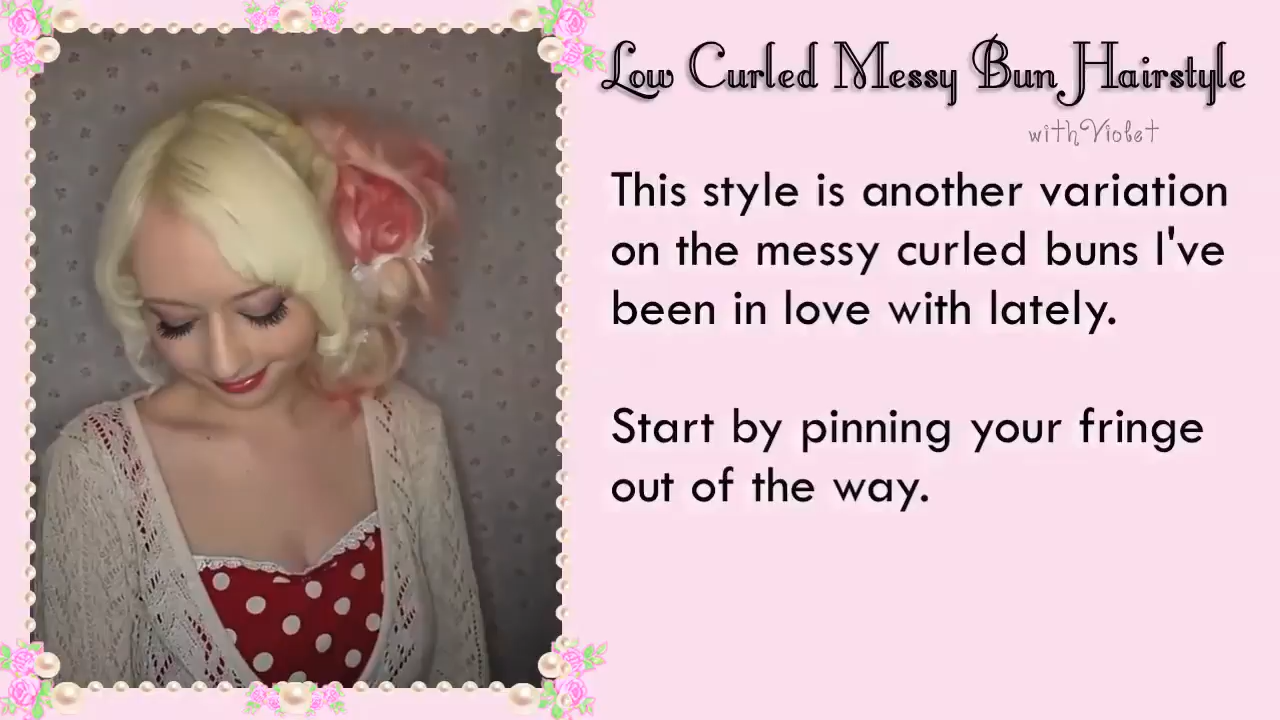 Low Curled Messy Bun Hairstyle
with Violet
This style is another variation
on the messy curled buns I've
been in love with lately.
Start by pinning your fringe
out of the way.